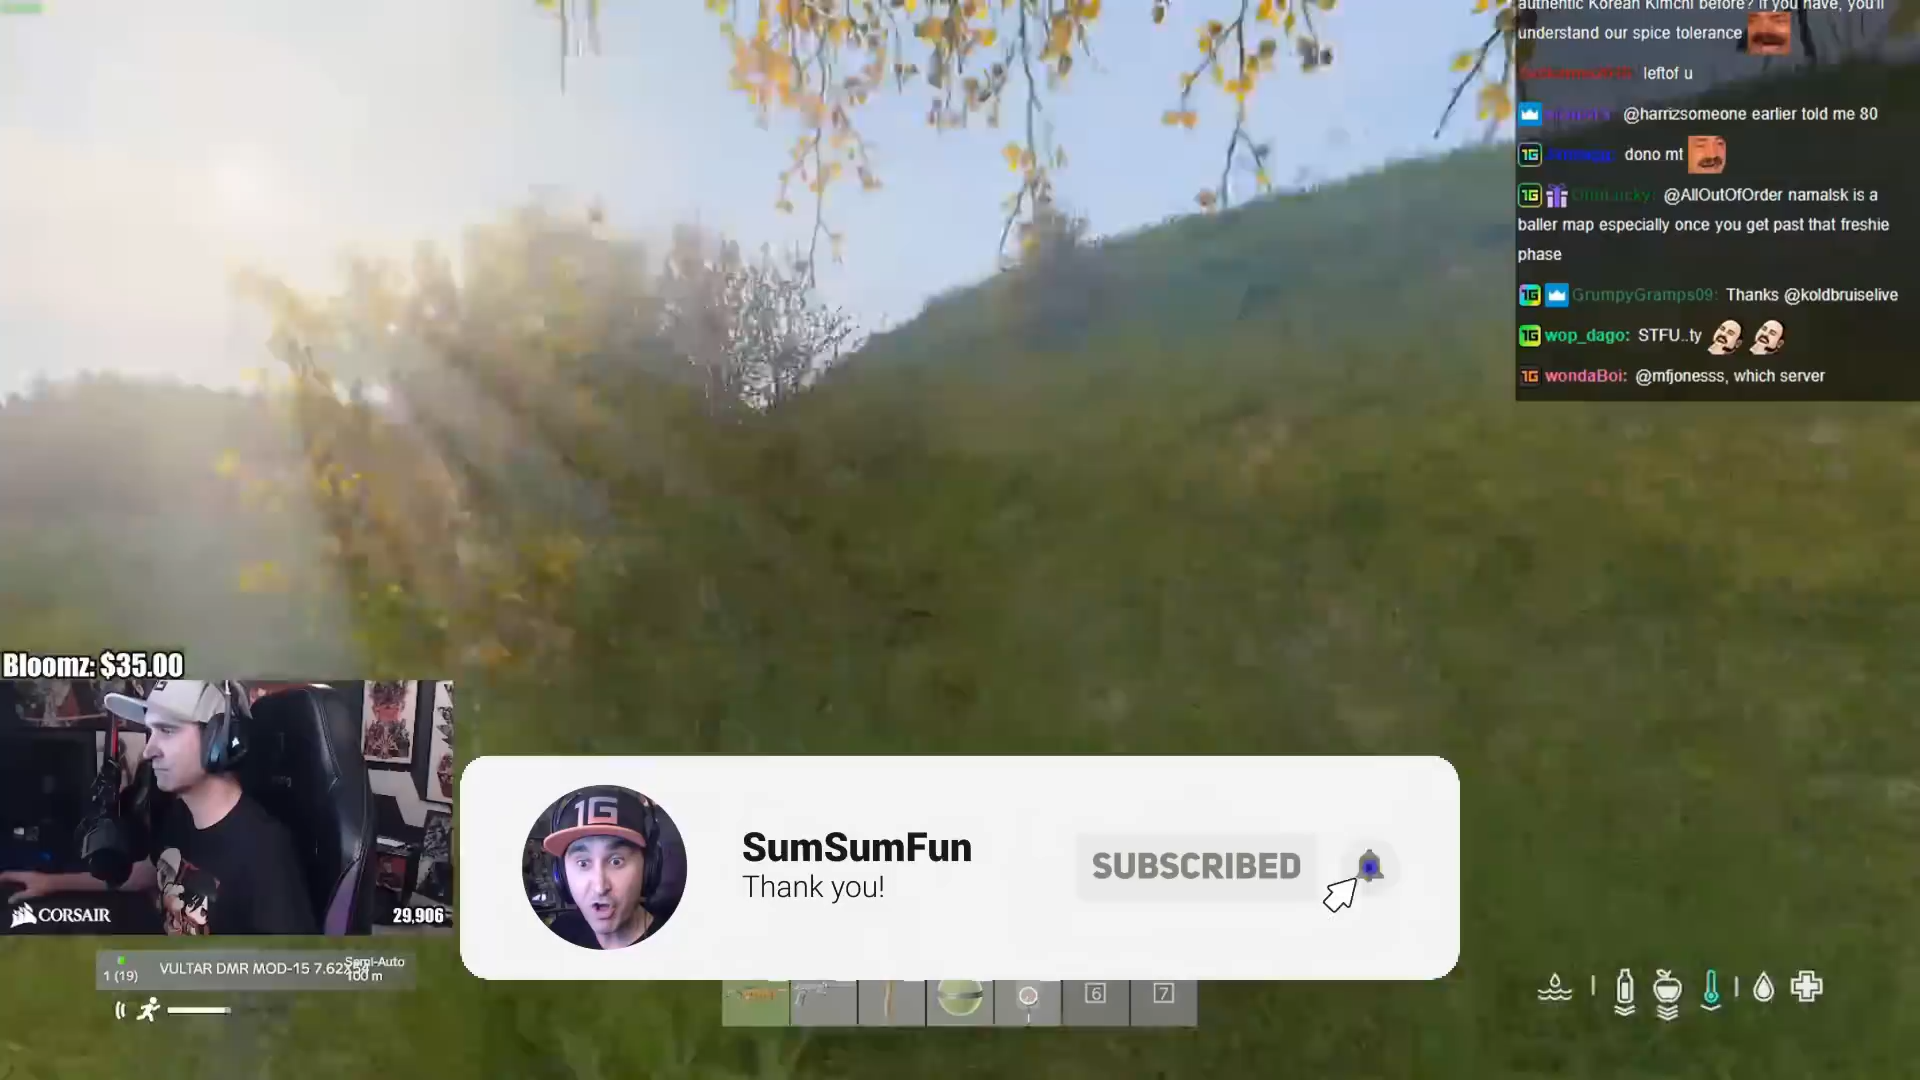 authentic Korean Kimchi before? If you have, you'll
understand our spice tolerance
leftof u
@harrizsomeone earlier told me 80
dono mt
@AllOutOfOrder namalsk is a
baller map especially once you get past that freshie
phase
GrumpyGramps09: Thanks @koldbruiselive
wop_dago: STFU..ty
wondaBoi: @mfjonesss, which server
Bloomz: $35.00
1G
SumSumFun
Thank you!
SUBSCRIBED
CORSAIR
29,906
1 (19)
VULTAR DMR MOD-15
Semi-Auto
100 m
6
7